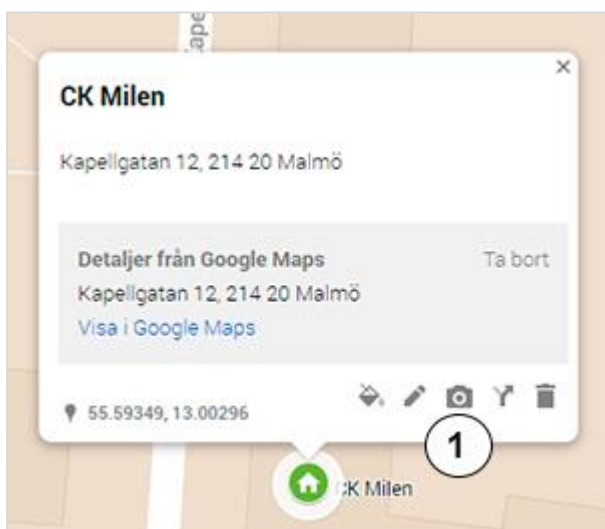 Kape
CK Milen
Kapellgatan 12, 214 20 Malmö
Detaljer från Google Maps
Ta bort
Kapellgatan 12, 214 20 Malmö
Visa i Google Maps
55.59349, 13.00296
1
CK Milen